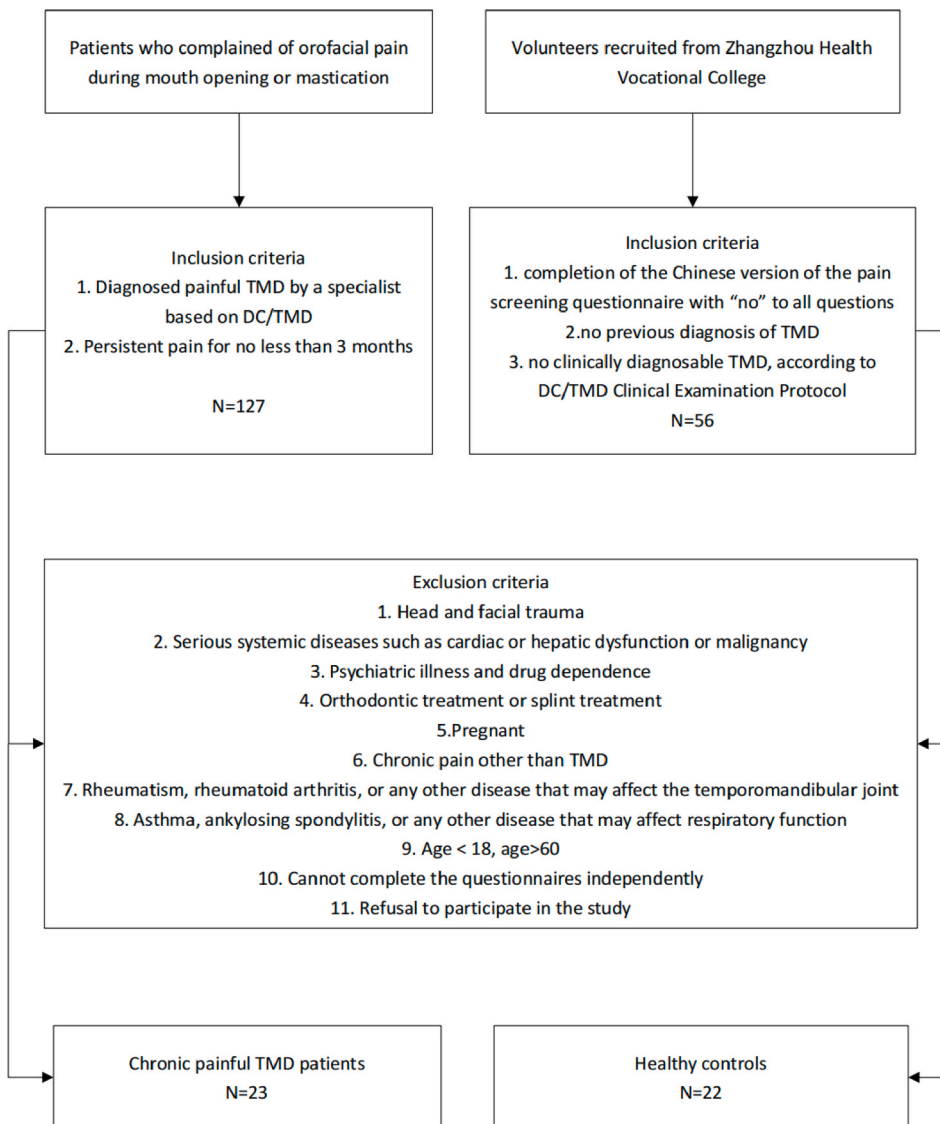 Patients who complained of orofacial pain
during mouth opening or mastication
Volunteers recruited from Zhangzhou Health
Vocational College
Inclusion criteria
1. Diagnosed painful TMD by a specialist
based on DC/TMD
2. Persistent pain for no less than 3 months
N=127
Inclusion criteria
1. completion of the Chinese version of the pain
screening questionnaire with “no” to all questions
2.no previous diagnosis of TMD
3. no clinically diagnosable TMD, according to
DC/TMD Clinical Examination Protocol
N=56
Exclusion criteria
1. Head and facial trauma
2. Serious systemic diseases such as cardiac or hepatic dysfunction or malignancy
3. Psychiatric illness and drug dependence
4. Orthodontic treatment or splint treatment
5.Pregnant
6. Chronic pain other than TMD
7. Rheumatism, rheumatoid arthritis, or any other disease that may affect the temporomandibular joint
8. Asthma, ankylosing spondylitis, or any other disease that may affect respiratory function
9. Age < 18, age>60
10. Cannot complete the questionnaires independently
11. Refusal to participate in the study
Chronic painful TMD patients
N=23
Healthy controls
N=22